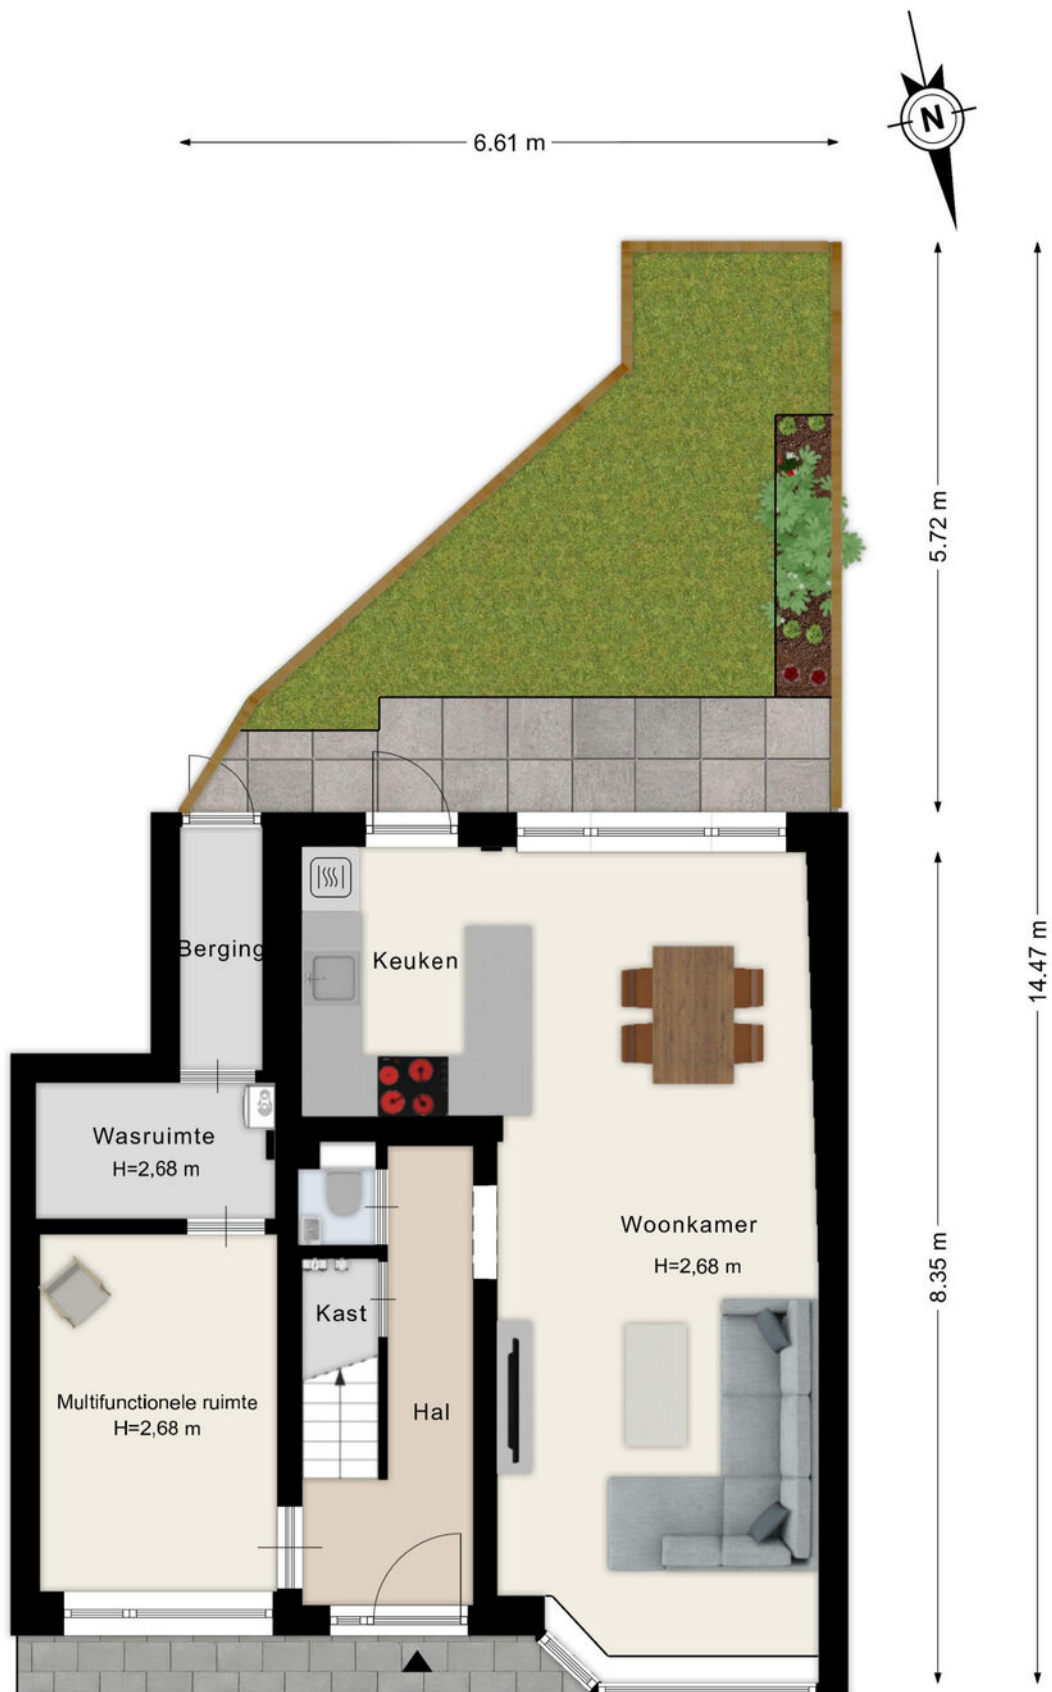 N
6.61 m
5.72 m
14.47 m
8.35 m
Berging
Keuken
Wasruimte
H=2,68 m
Woonkamer
H=2,68 m
Kast
Multifunctionele ruimte
H=2,68 m
Hal